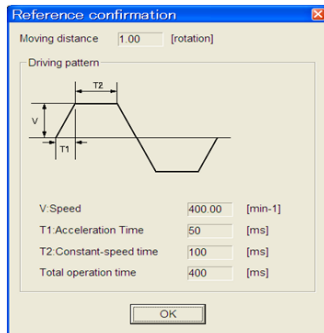 Reference confirmation
Moving distance 1.00 [rotation]
Driving pattern
T2
V
T1
V:Speed 400.00 [min-1]
T1:Acceleration Time 50 [ms]
T2:Constant-speed time 100 [ms]
Total operation time 400 [ms]
OK